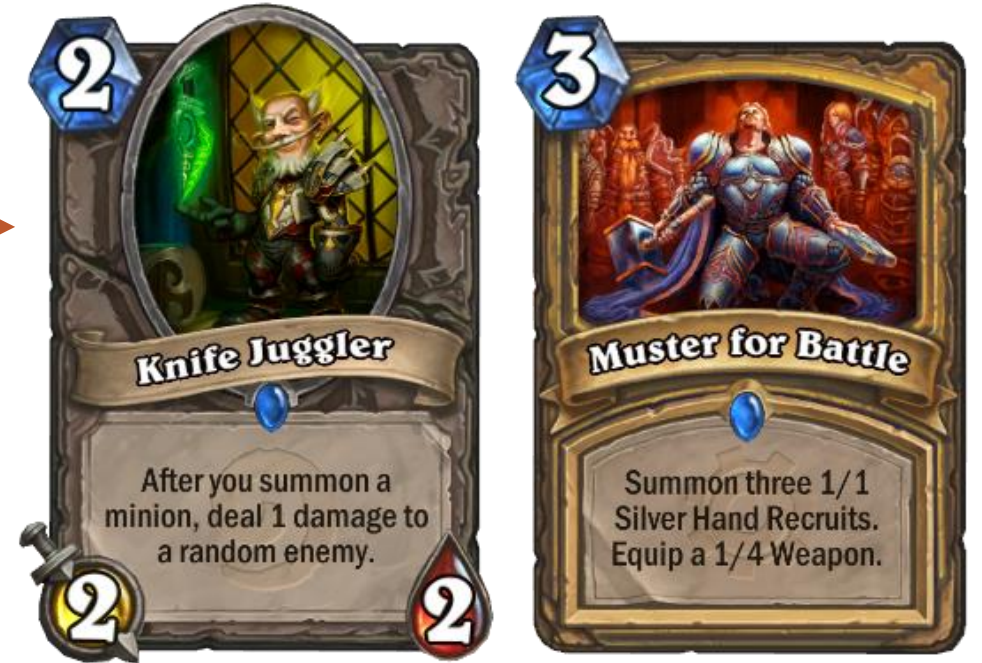 2
Knife Juggler
After you summon a
minion, deal 1 damage to
a random enemy.
2
2
3
Muster for Battle
Summon three 1/1
Silver Hand Recruits.
Equip a 1/4 Weapon.